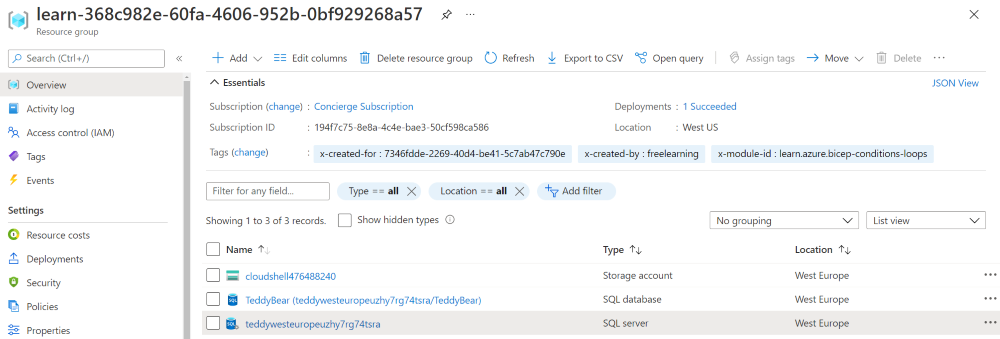 learn-368c982e-60fa-4606-952b-0bf929268a57
Resource group
Search (Ctrl+/)
Overview
Activity log
Access control (IAM)
Tags
Events
Settings
Resource costs
Deployments
Security
Policies
Properties
Add Edit columns Delete resource group Refresh Export to CSV Open query Assign tags Move Delete
Essentials JSON View
Subscription (change) : Concierge Subscription Deployments : 1 Succeeded
Subscription ID : 194f7c75-8e8a-4c4e-bae3-50cf598ca586 Location : West US
Tags (change) : x-created-for : 7346fdde-2269-40d4-be41-5c7ab47c790e x-created-by : freelearning x-module-id : learn.azure.bicep-conditions-loops
Filter for any field... Type == all Location == all Add filter
Showing 1 to 3 of 3 records. Show hidden types No grouping List view
Name Type Location
cloudshell476488240 Storage account West Europe
TeddyBear (teddywesteuropeuzhy7rg74tsra/TeddyBear) SQL database West Europe
teddywesteuropeuzhy7rg74tsra SQL server West Europe